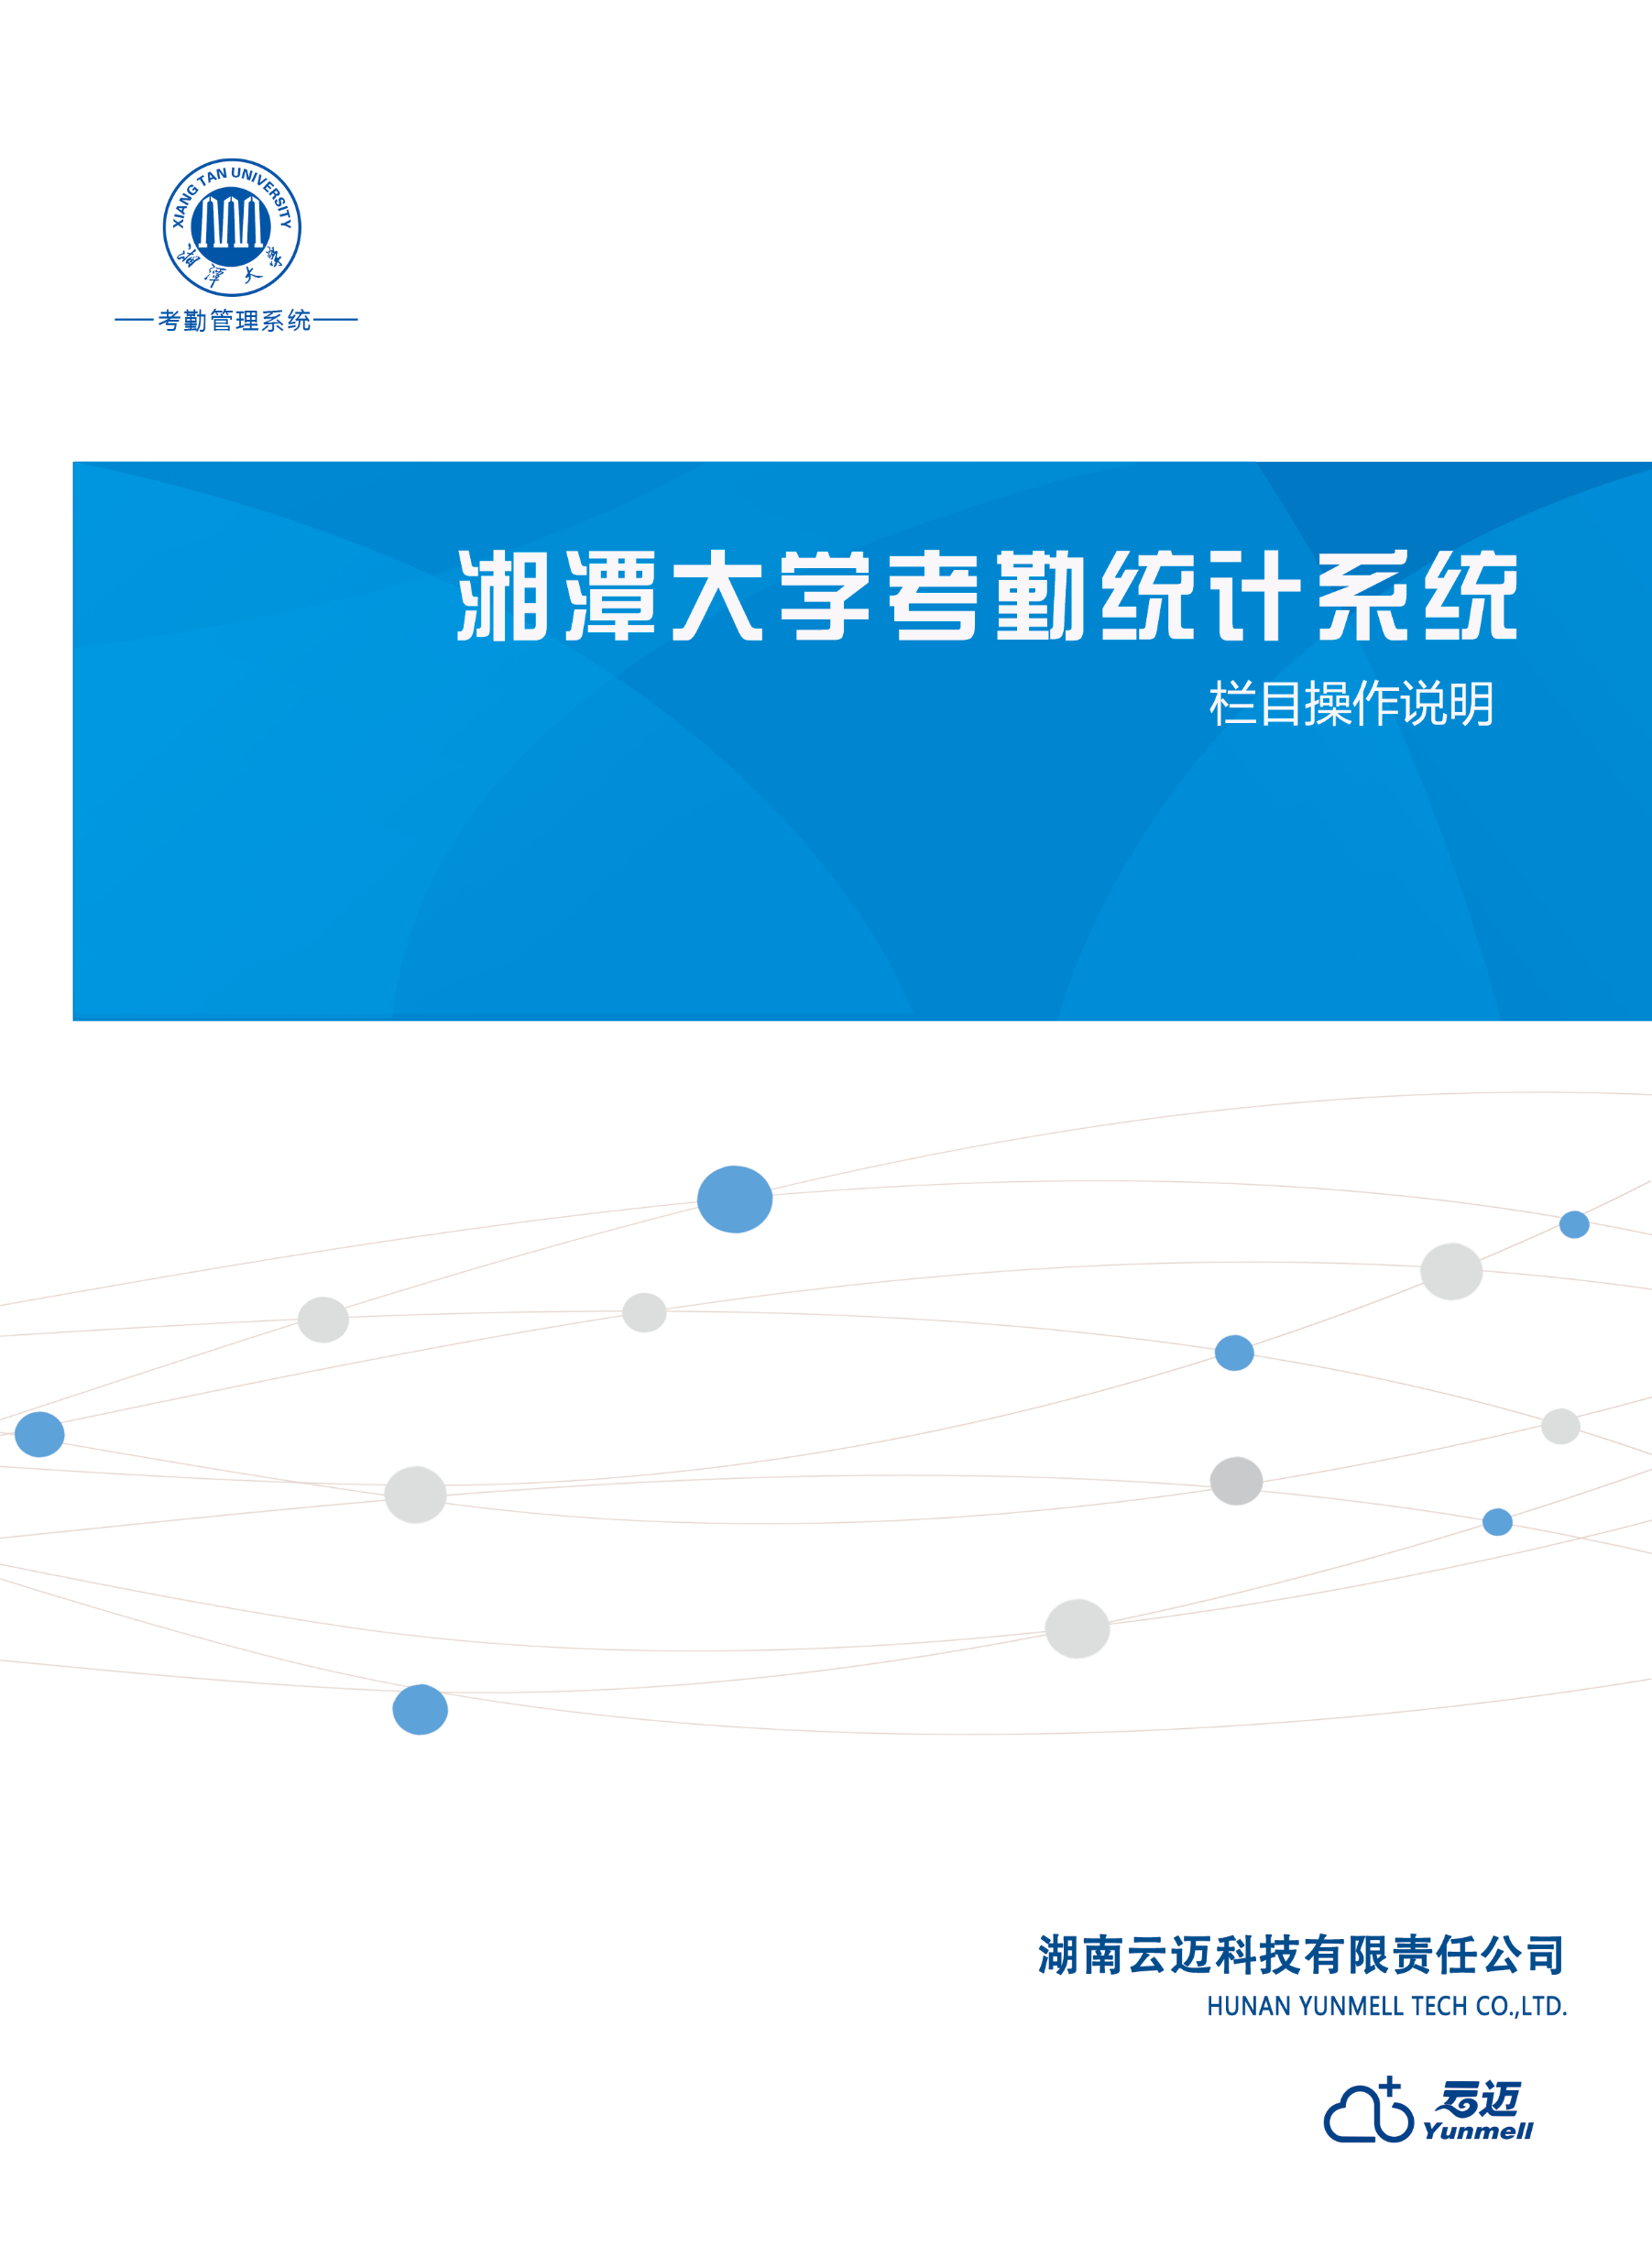 XIANG TAN UNIVERSITY
湘潭大学
考勤管理系统
湘潭大学考勤统计系统
栏目操作说明
湖南云迈科技有限责任公司
HUNAN YUNMELL TECH CO.,LTD.
云迈
Yunmell